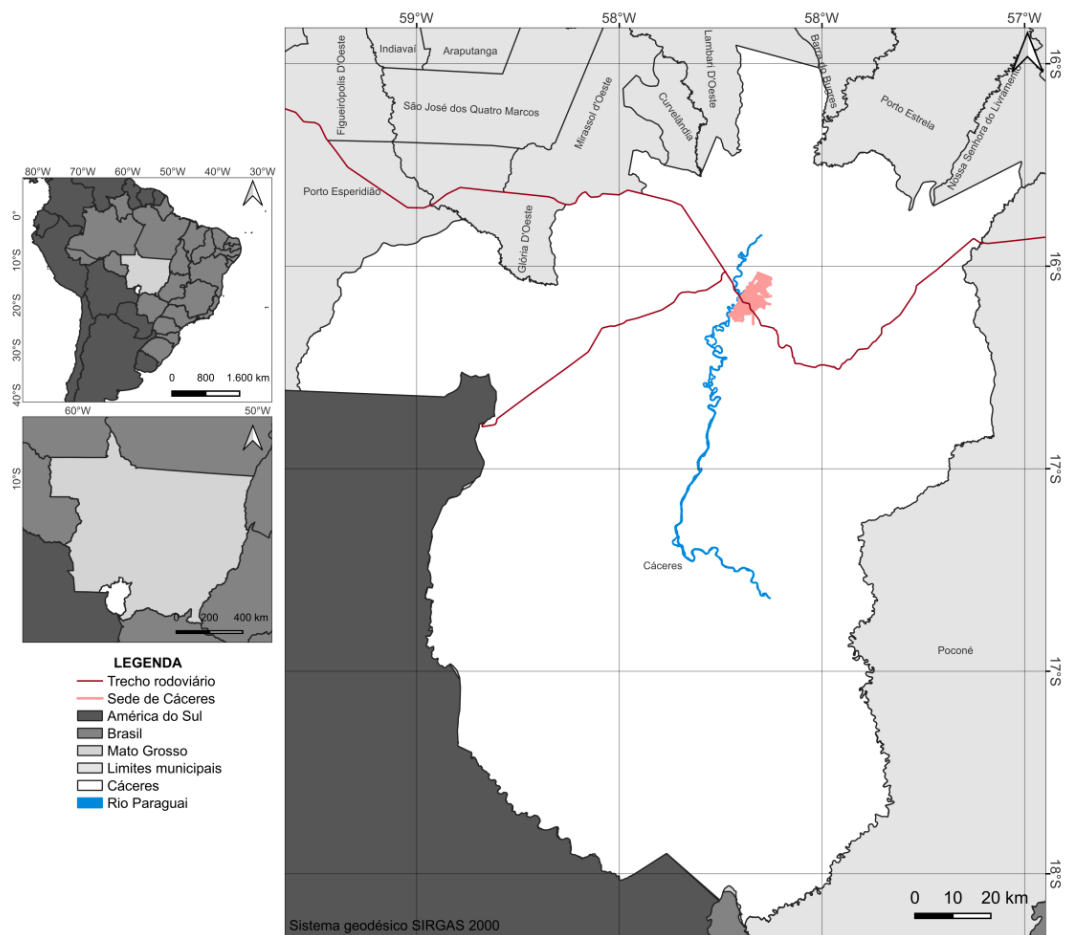 59°W 58°W 58°W 57°W
Indiavaí Araputanga
Figueirópolis D'Oeste
São José dos Quatro Marcos
Mirassol d'Oeste
Curvelândia
Lambari D'Oeste
Barra do Bugres
Porto Estrela
Nossa Senhora do Livramento
Porto Esperidião
Glória D'Oeste
16°S
16°S
17°S
17°S
18°S
Cáceres
Poconé
0 10 20 km
Sistema geodésico SIRGAS 2000
80°W 70°W 60°W 50°W 40°W 30°W
0°
10°S
20°S
30°S
40°S
0 800 1.600 km
60°W 50°W
10°S
0 200 400 km
LEGENDA
Trecho rodoviário
Sede de Cáceres
América do Sul
Brasil
Mato Grosso
Limites municipais
Cáceres
Rio Paraguai